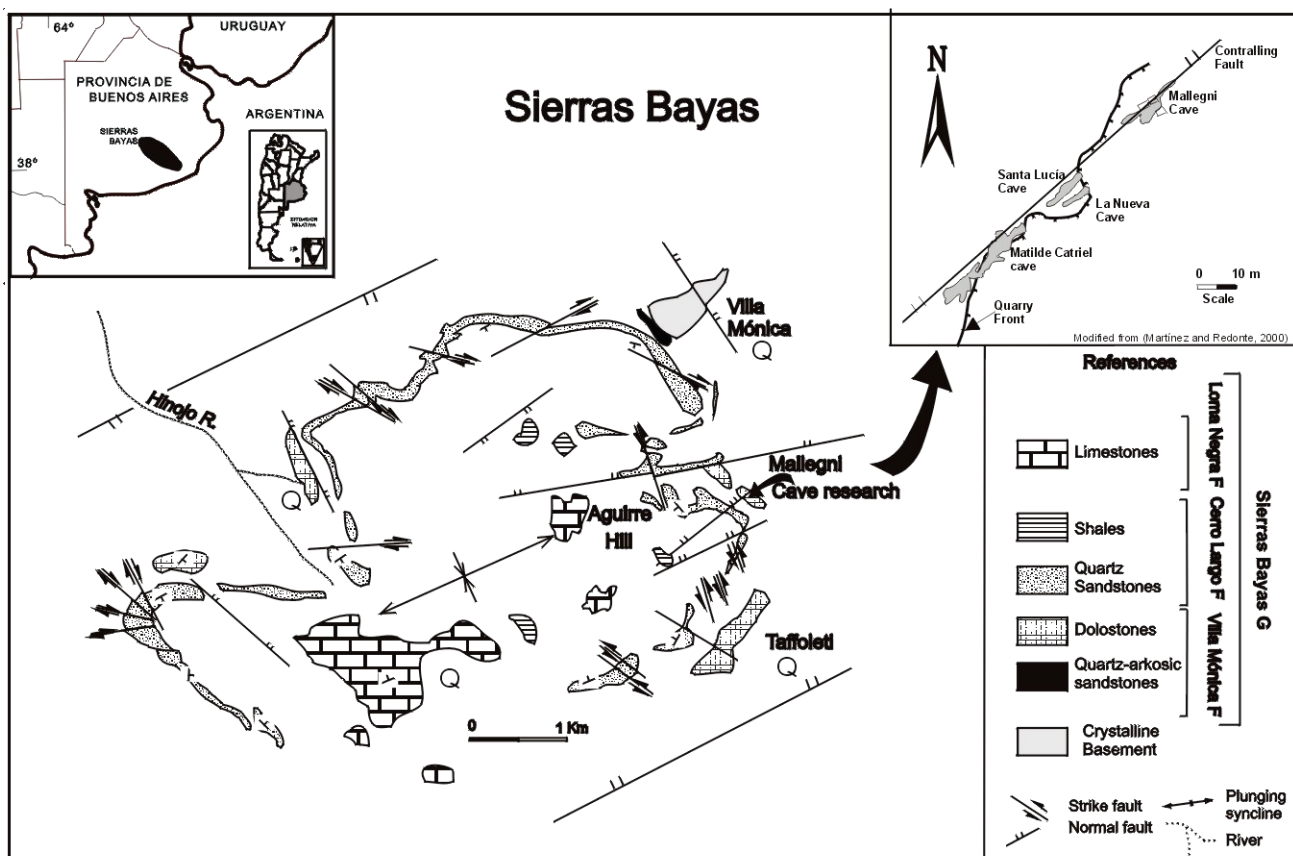 64º
URUGUAY
PROVINCIA DE
BUENOS AIRES
SIERRAS
BAYAS
38º
ARGENTINA
Sierras Bayas
N
Contralling
Fault
Mallegni
Cave
Santa Lucía
Cave
La Nueva
Cave
Matilde Catriel
cave
Quarry
Front
0 10 m
Scale
Modified from (Martínez and Redonte, 2000)
Villa
Mónica
Q
Hinojo R.
Q
Mallegni
Cave research
Aguirre
Hill
Q
Taffoleti
Q
0 1 Km
References
Limestones
Shales
Quartz
Sandstones
Dolostones
Quartz-arkosic
sandstones
Crystalline
Basement
Loma Negra F
Cerro Largo F
Villa Mónica F
Sierras Bayas G
Strike fault
Normal fault
Plunging
syncline
River